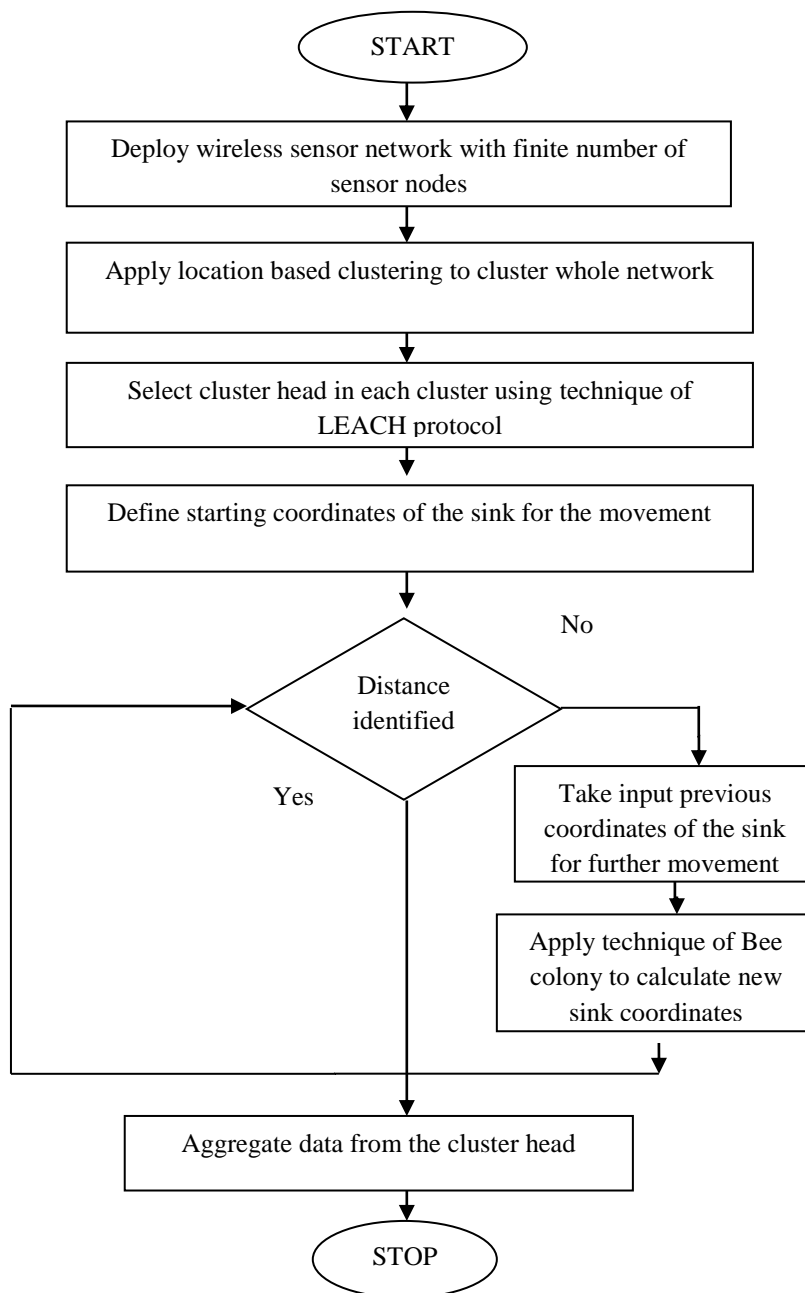 START
Deploy wireless sensor network with finite number of
sensor nodes
Apply location based clustering to cluster whole network
Select cluster head in each cluster using technique of
LEACH protocol
Define starting coordinates of the sink for the movement
No
Distance
identified
Yes
Take input previous
coordinates of the sink
for further movement
Apply technique of Bee
colony to calculate new
sink coordinates
Aggregate data from the cluster head
STOP